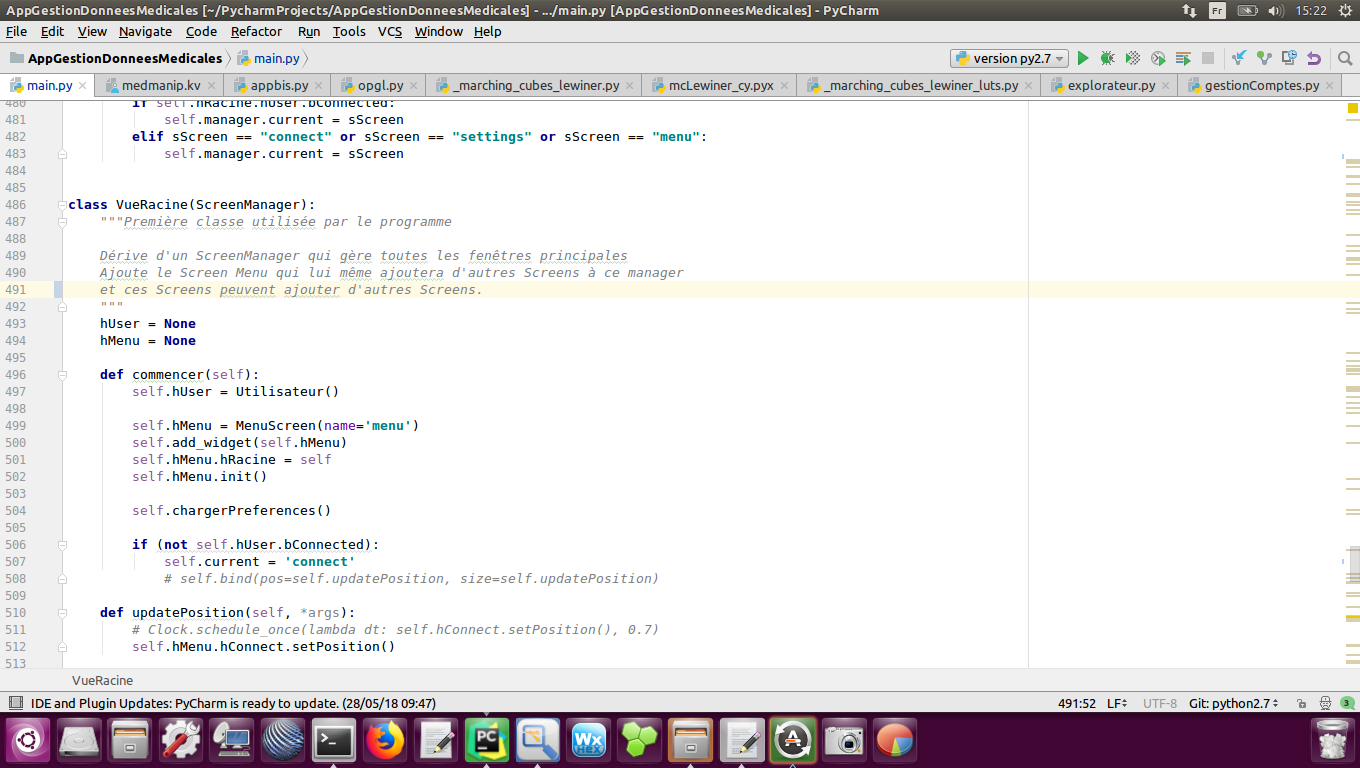 AppGestionDonneesMedicales [~/PycharmProjects/AppGestionDonneesMedicales] - .../main.py [AppGestionDonneesMedicales] - PyCharm
Fr
15:22
File Edit View Navigate Code Refactor Run Tools VCS Window Help
AppGestionDonneesMedicales main.py
version py2.7
main.py medmanip.kv appbis.py opgl.py _marching_cubes_lewiner.py mcLewiner_cy.pyx _marching_cubes_lewiner_luts.py explorateur.py gestionComptes.py
480 if self.hRacine.hUser.bConnected:
481 self.manager.current = sScreen
482 elif sScreen == "connect" or sScreen == "settings" or sScreen == "menu":
483 self.manager.current = sScreen
484
485
486 class VueRacine(ScreenManager):
487 """Première classe utilisée par le programme
488
489 Dérive d'un ScreenManager qui gère toutes les fenêtres principales
490 Ajoute le Screen Menu qui lui même ajoutera d'autres Screens à ce manager
491 et ces Screens peuvent ajouter d'autres Screens.
492 """
493 hUser = None
494 hMenu = None
495
496 def commencer(self):
497 self.hUser = Utilisateur()
498
499 self.hMenu = MenuScreen(name='menu')
500 self.add_widget(self.hMenu)
501 self.hMenu.hRacine = self
502 self.hMenu.init()
503
504 self.chargerPreferences()
505
506 if (not self.hUser.bConnected):
507 self.current = 'connect'
508 # self.bind(pos=self.updatePosition, size=self.updatePosition)
509
510 def updatePosition(self, *args):
511 # Clock.schedule_once(lambda dt: self.hConnect.setPosition(), 0.7)
512 self.hMenu.hConnect.setPosition()
513
VueRacine
IDE and Plugin Updates: PyCharm is ready to update. (28/05/18 09:47)
491:52 LF UTF-8 Git: python2.7
3
>_
PC
Wx
HEX
A